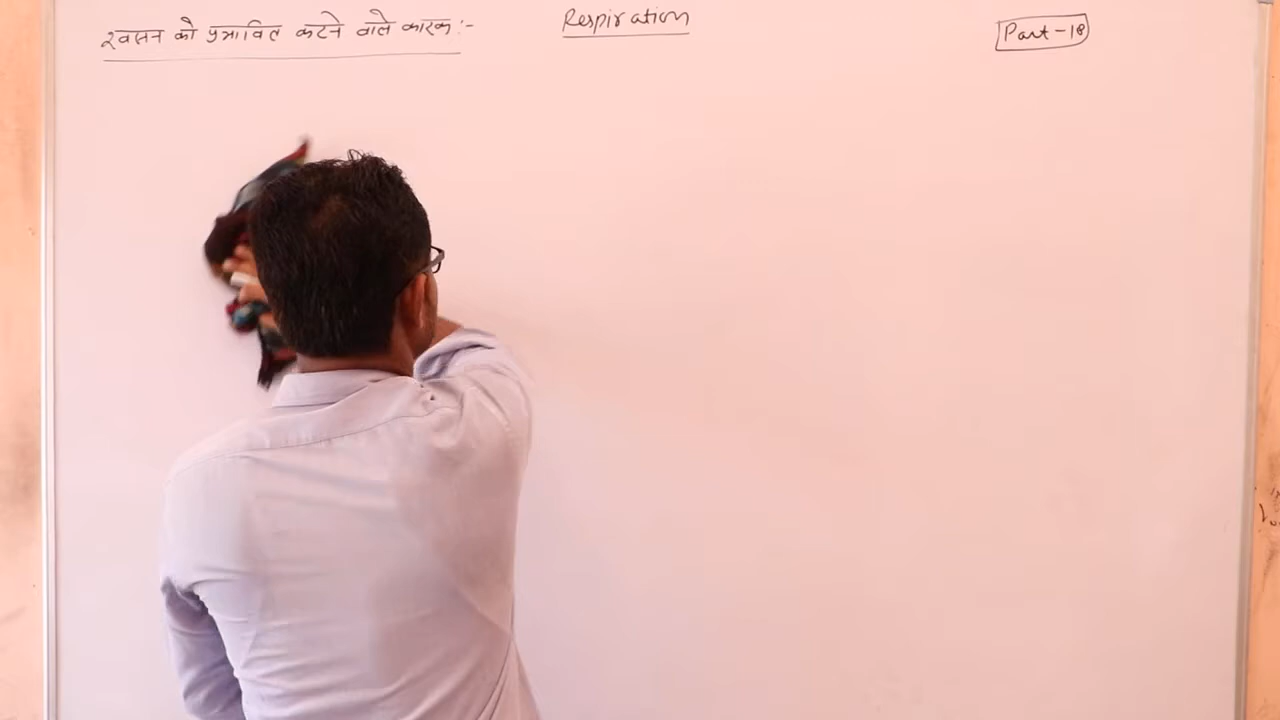 श्वसन को प्रभावित करने वाले कारक :-
Respiration
Part-18